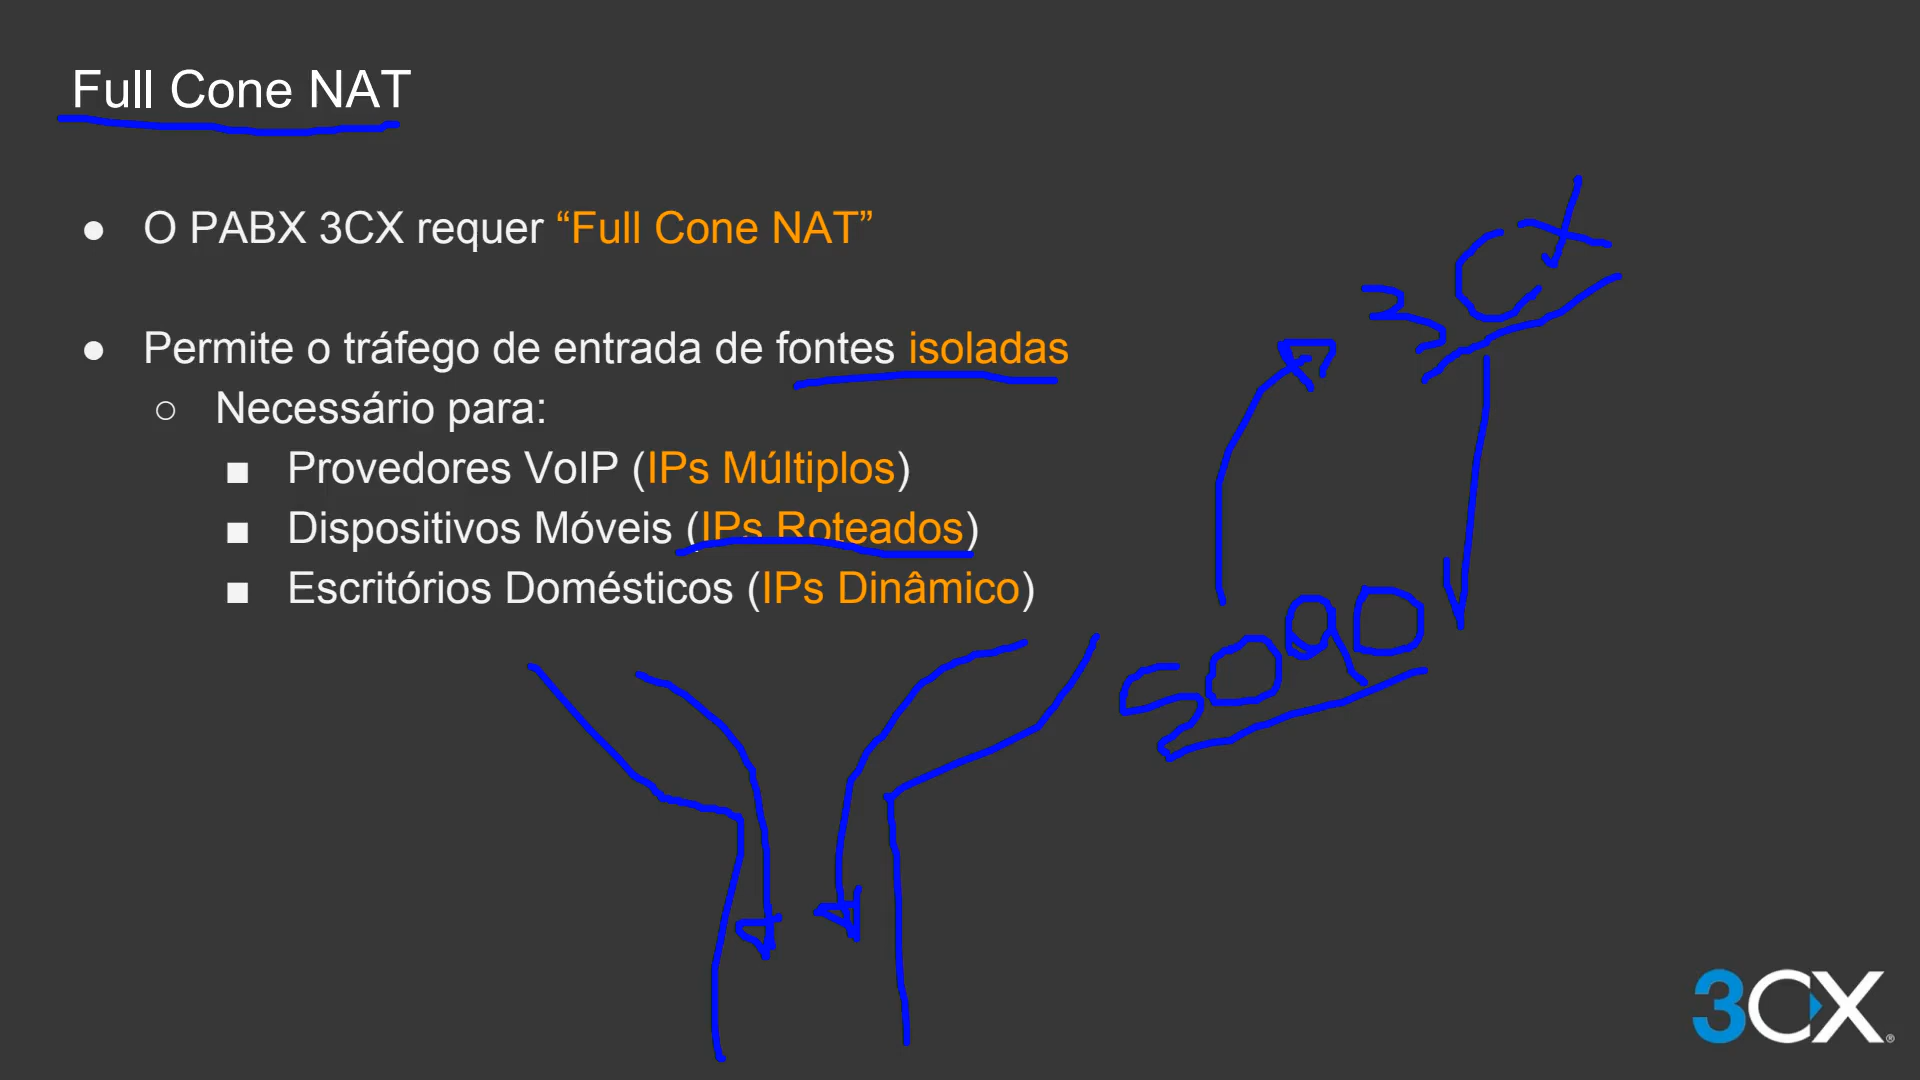 Full Cone NAT
● O PABX 3CX requer “Full Cone NAT”
● Permite o tráfego de entrada de fontes isoladas
○ Necessário para:
■ Provedores VoIP (IPs Múltiplos)
■ Dispositivos Móveis (IPs Roteados)
■ Escritórios Domésticos (IPs Dinâmico)
3CX
5090
3CX®